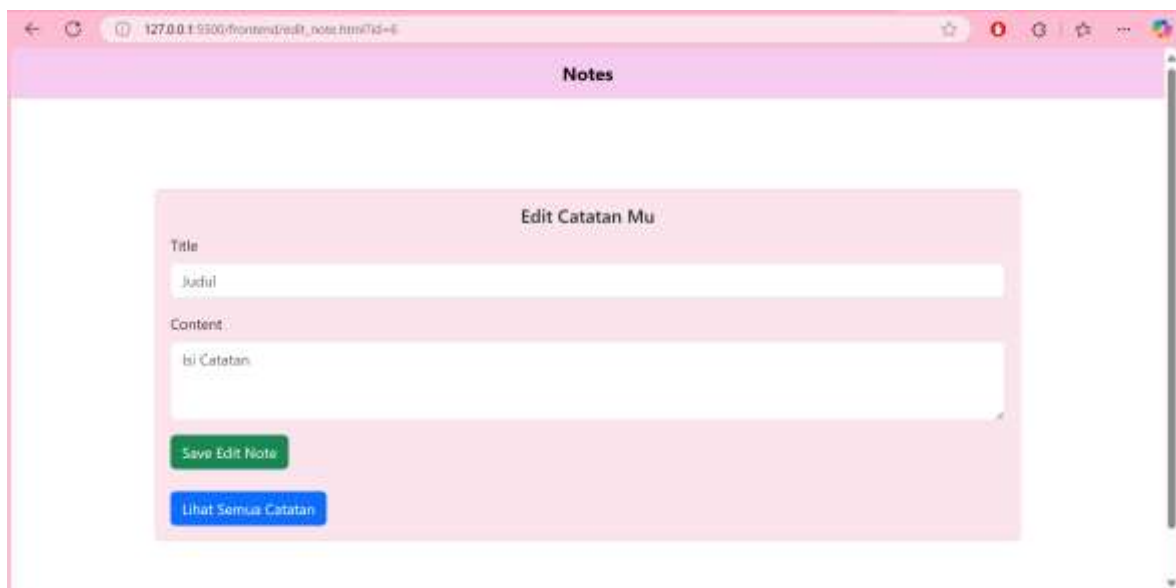 127.0.0.1:5500/frontend/edit_note.html?id=6
Notes
Edit Catatan Mu
Title
Judul
Content
Isi Catatan
Save Edit Note
Lihat Semua Catatan